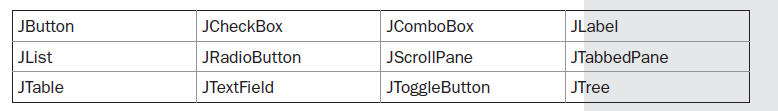 JButton JCheckBox JComboBox JLabel
JList JRadioButton JScrollPane JTabbedPane
JTable JTextField JToggleButton JTree